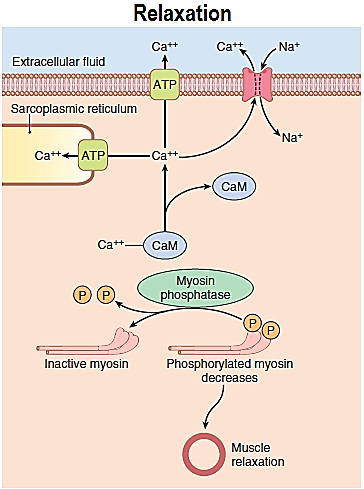 Relaxation
Ca++
Ca++
Na+
Extracellular fluid
ATP
Sarcoplasmic reticulum
Na+
Ca++
ATP
Ca++
CaM
Ca++
CaM
Myosin
phosphatase
P
P
P
P
Inactive myosin
Phosphorylated myosin
decreases
Muscle
relaxation